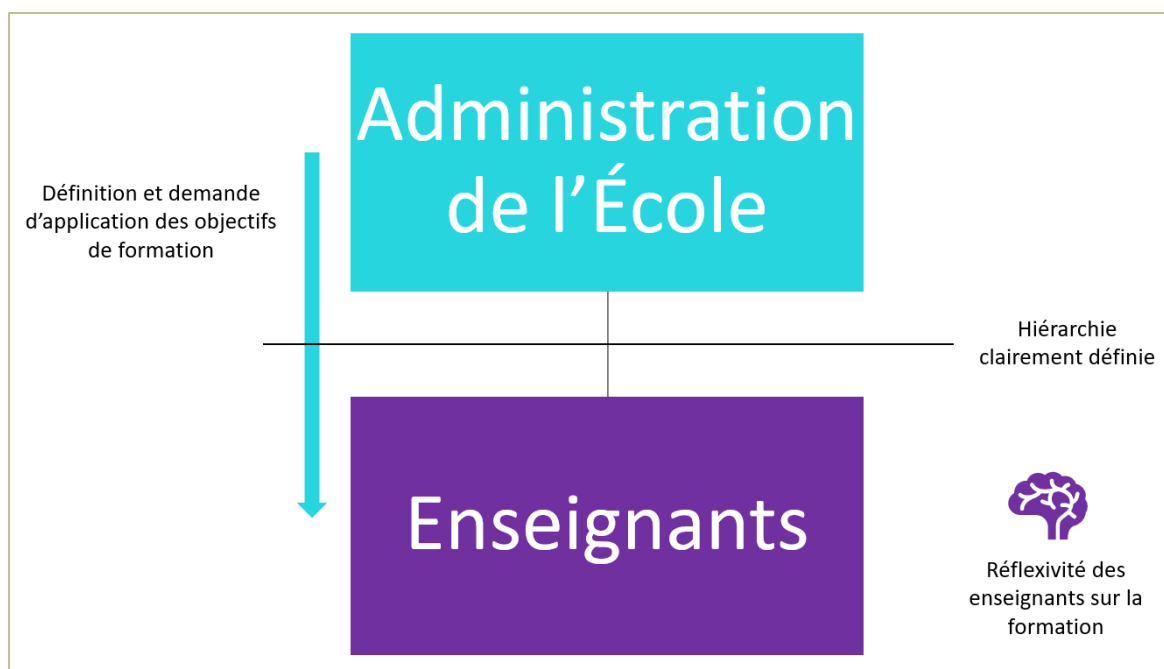 Administration
de l’École
Définition et demande
d’application des objectifs
de formation
Hiérarchie
clairement définie
Enseignants
Réflexivité des
enseignants sur la
formation